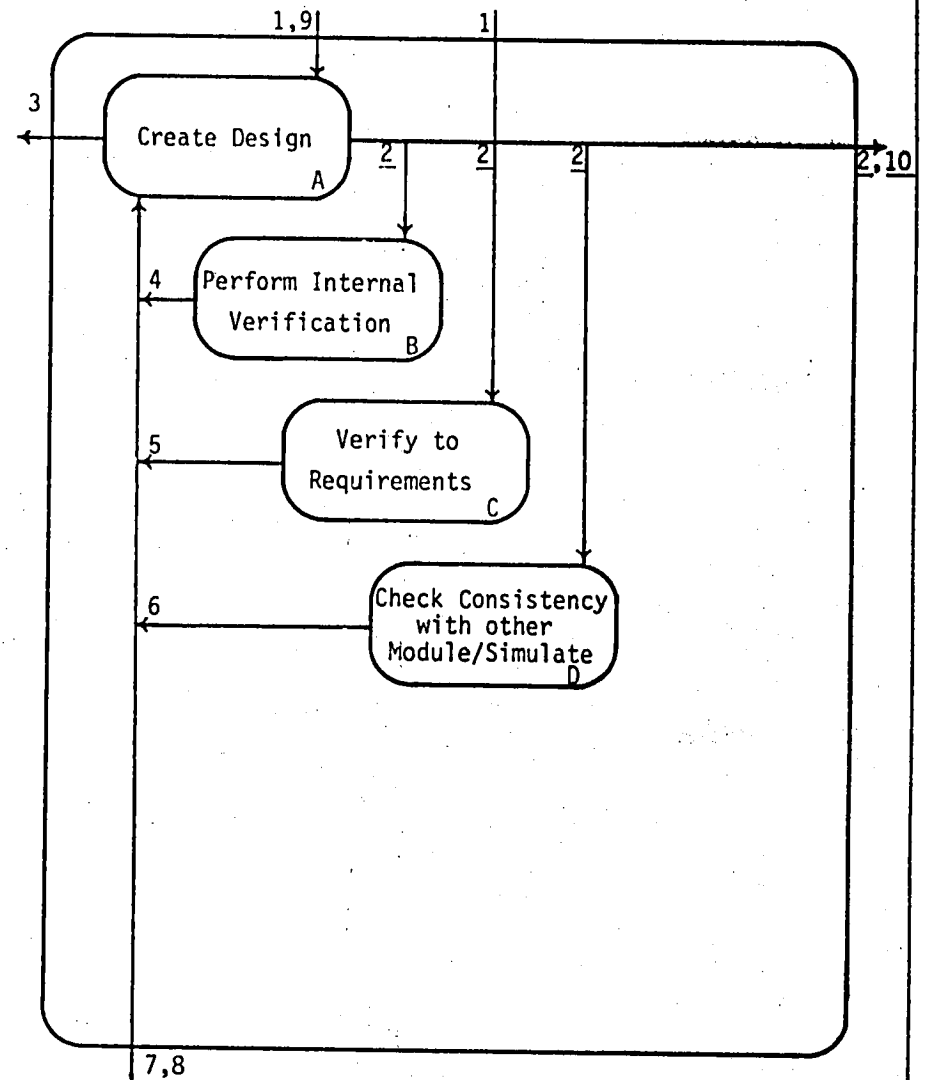 1,9
1
3
Create Design
A
2
2
2
2,10
4
Perform Internal
Verification
B
5
Verify to
Requirements
C
6
Check Consistency
with other
Module/Simulate
D
7,8